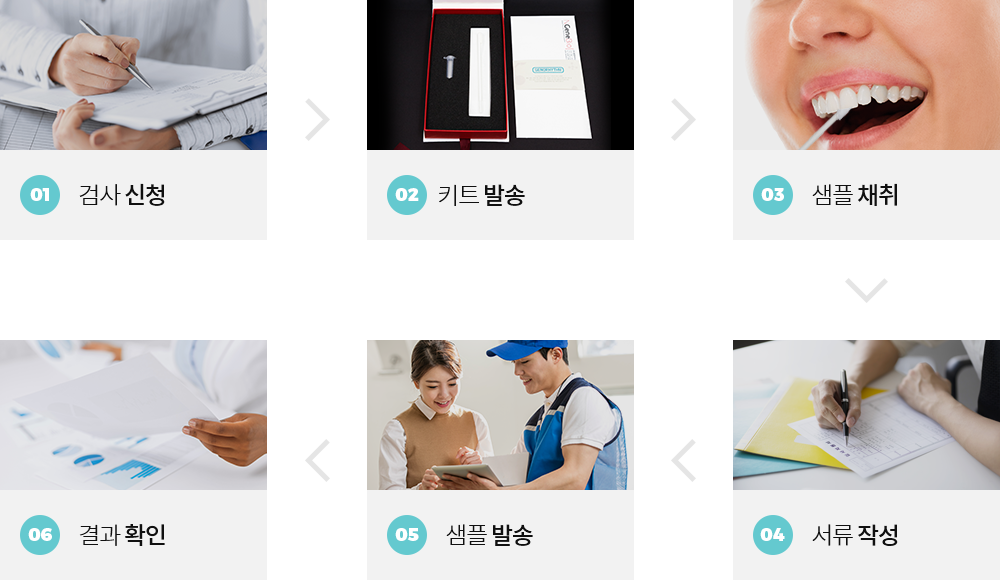 01 검사 신청
02 키트 발송
03 샘플 채취
04 서류 작성
05 샘플 발송
06 결과 확인